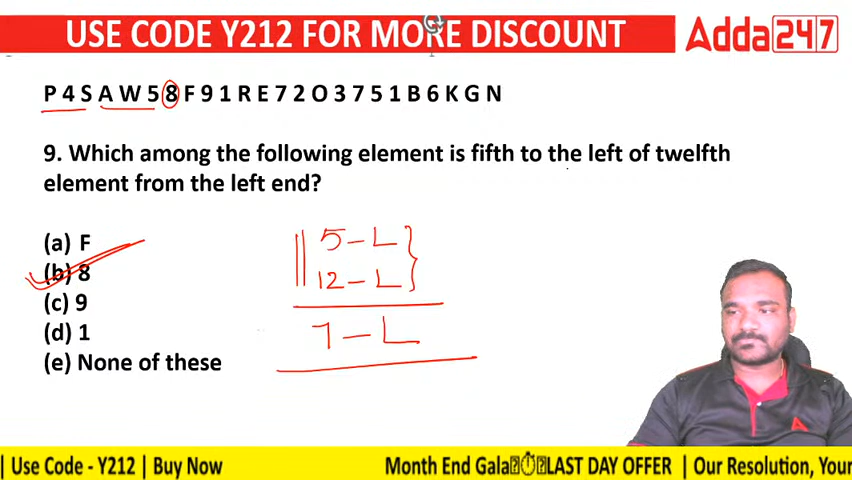 USE CODE Y212 FOR MORE DISCOUNT
Adda247
P 4 S A W 5 8 F 9 1 R E 7 2 O 3 7 5 1 B 6 K G N
9. Which among the following element is fifth to the left of twelfth
element from the left end?
(a) F
(b) 8
(c) 9
(d) 1
(e) None of these
5 – L
12 – L
7 – L
| Use Code - Y212 | Buy Now
Month End Gala LAST DAY OFFER | Our Resolution, Your